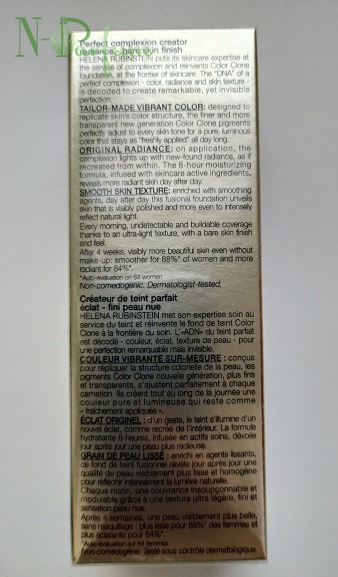 N-P
Perfect complexion creator
radiance - bare skin finish
HELENA RUBINSTEIN puts its skincare expertise at
the service of complexion and reinvents Color Clone
foundation, at the frontier of skincare. The "DNA" of a
perfect complexion - color, radiance and skin texture -
is decoded to create remarkable, yet invisible
perfection.
TAILOR-MADE VIBRANT COLOR: designed to
replicate skin's color structure, the finer and more
transparent new generation Color Clone pigments
perfectly adjust to every skin tone for a pure, luminous
color that stays as "freshly applied" all day long.
ORIGINAL RADIANCE: on application, the
complexion lights up with new-found radiance, as if
recreated from within. The 8-hour moisturizing
formula, infused with skincare active ingredients,
reveals more radiant skin day after day.
SMOOTH SKIN TEXTURE: enriched with smoothing
agents, day after day this fusional foundation unveils
skin that is visibly polished and more even to intensely
reflect natural light.
Every morning, undetectable and buildable coverage
thanks to an ultra-light texture, with a bare skin finish
and feel.
After 4 weeks, visibly more beautiful skin even without
make-up: smoother for 88%* of women and more
radiant for 84%*.
*Auto-evaluation on 64 women
Non-comedogenic. Dermatologist-tested.
Créateur de teint parfait
éclat - fini peau nue
HELENA RUBINSTEIN met son expertise soin au
service du teint et réinvente le fond de teint Color
Clone à la frontière du soin. L'«ADN» du teint parfait
est décodé - couleur, éclat, texture de peau - pour
une perfection remarquable mais invisible.
COULEUR VIBRANTE SUR-MESURE : conçus
pour répliquer la structure colorielle de la peau, les
pigments Color Clone nouvelle génération, plus fins
et transparents, s'ajustent parfaitement à chaque
carnation. Ils créent tout au long de la journée une
couleur pure et lumineuse qui reste comme
« fraîchement appliquée ».
ÉCLAT ORIGINEL : d'un geste, le teint s'illumine d'un
nouvel éclat, comme recréé de l'intérieur. La formule
hydratante 8-heures, infusée en actifs soins, dévoile
jour après jour une peau plus radieuse.
GRAIN DE PEAU LISSÉ : enrichi en agents lissants,
ce fond de teint fusionnel révèle jour après jour une
qualité de peau visiblement plus lisse et homogène
pour réfléchir intensément la lumière naturelle.
Chaque matin, une couvrance insoupçonnable et
modulable grâce à une texture ultra légère, fini et
sensation peau nue.
Après 4 semaines, une peau visiblement plus belle,
sans maquillage : plus lisse pour 88%* des femmes et
plus éclatante pour 84%*.
*Auto-évaluation sur 64 femmes
Non-comédogène. Testé sous contrôle dermatologique.